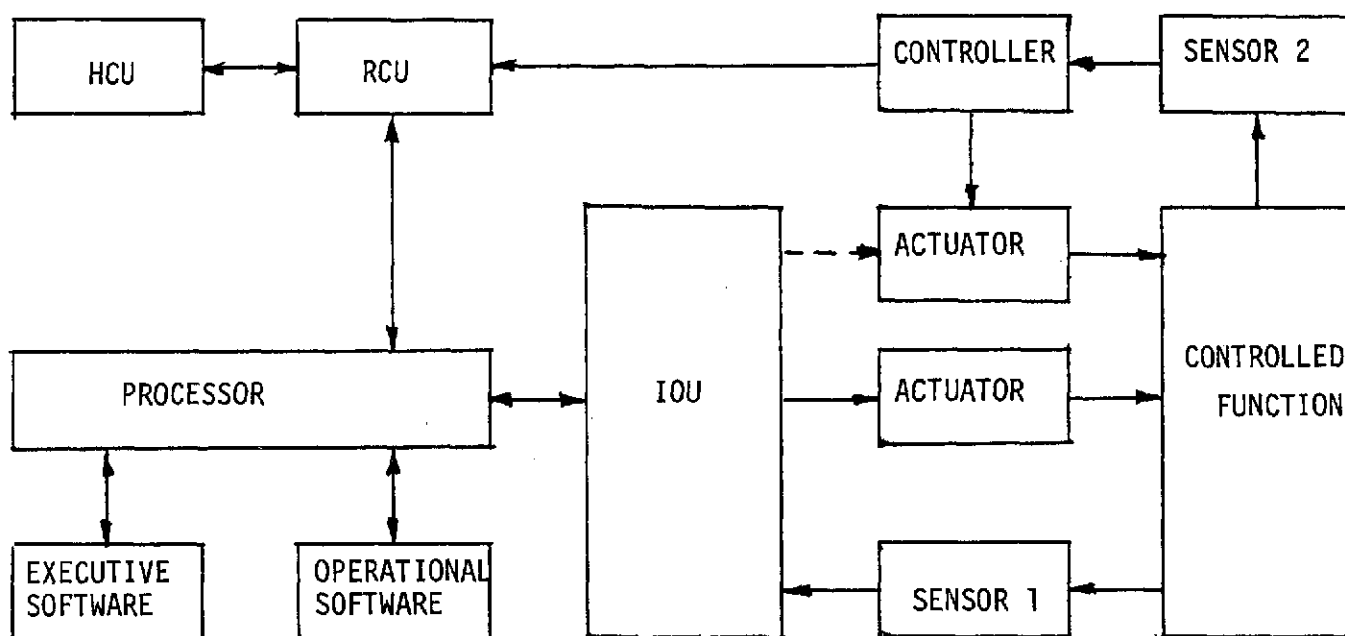 HCU
RCU
CONTROLLER
SENSOR 2
ACTUATOR
PROCESSOR
IOU
ACTUATOR
CONTROLLED
FUNCTION
EXECUTIVE
SOFTWARE
OPERATIONAL
SOFTWARE
SENSOR 1